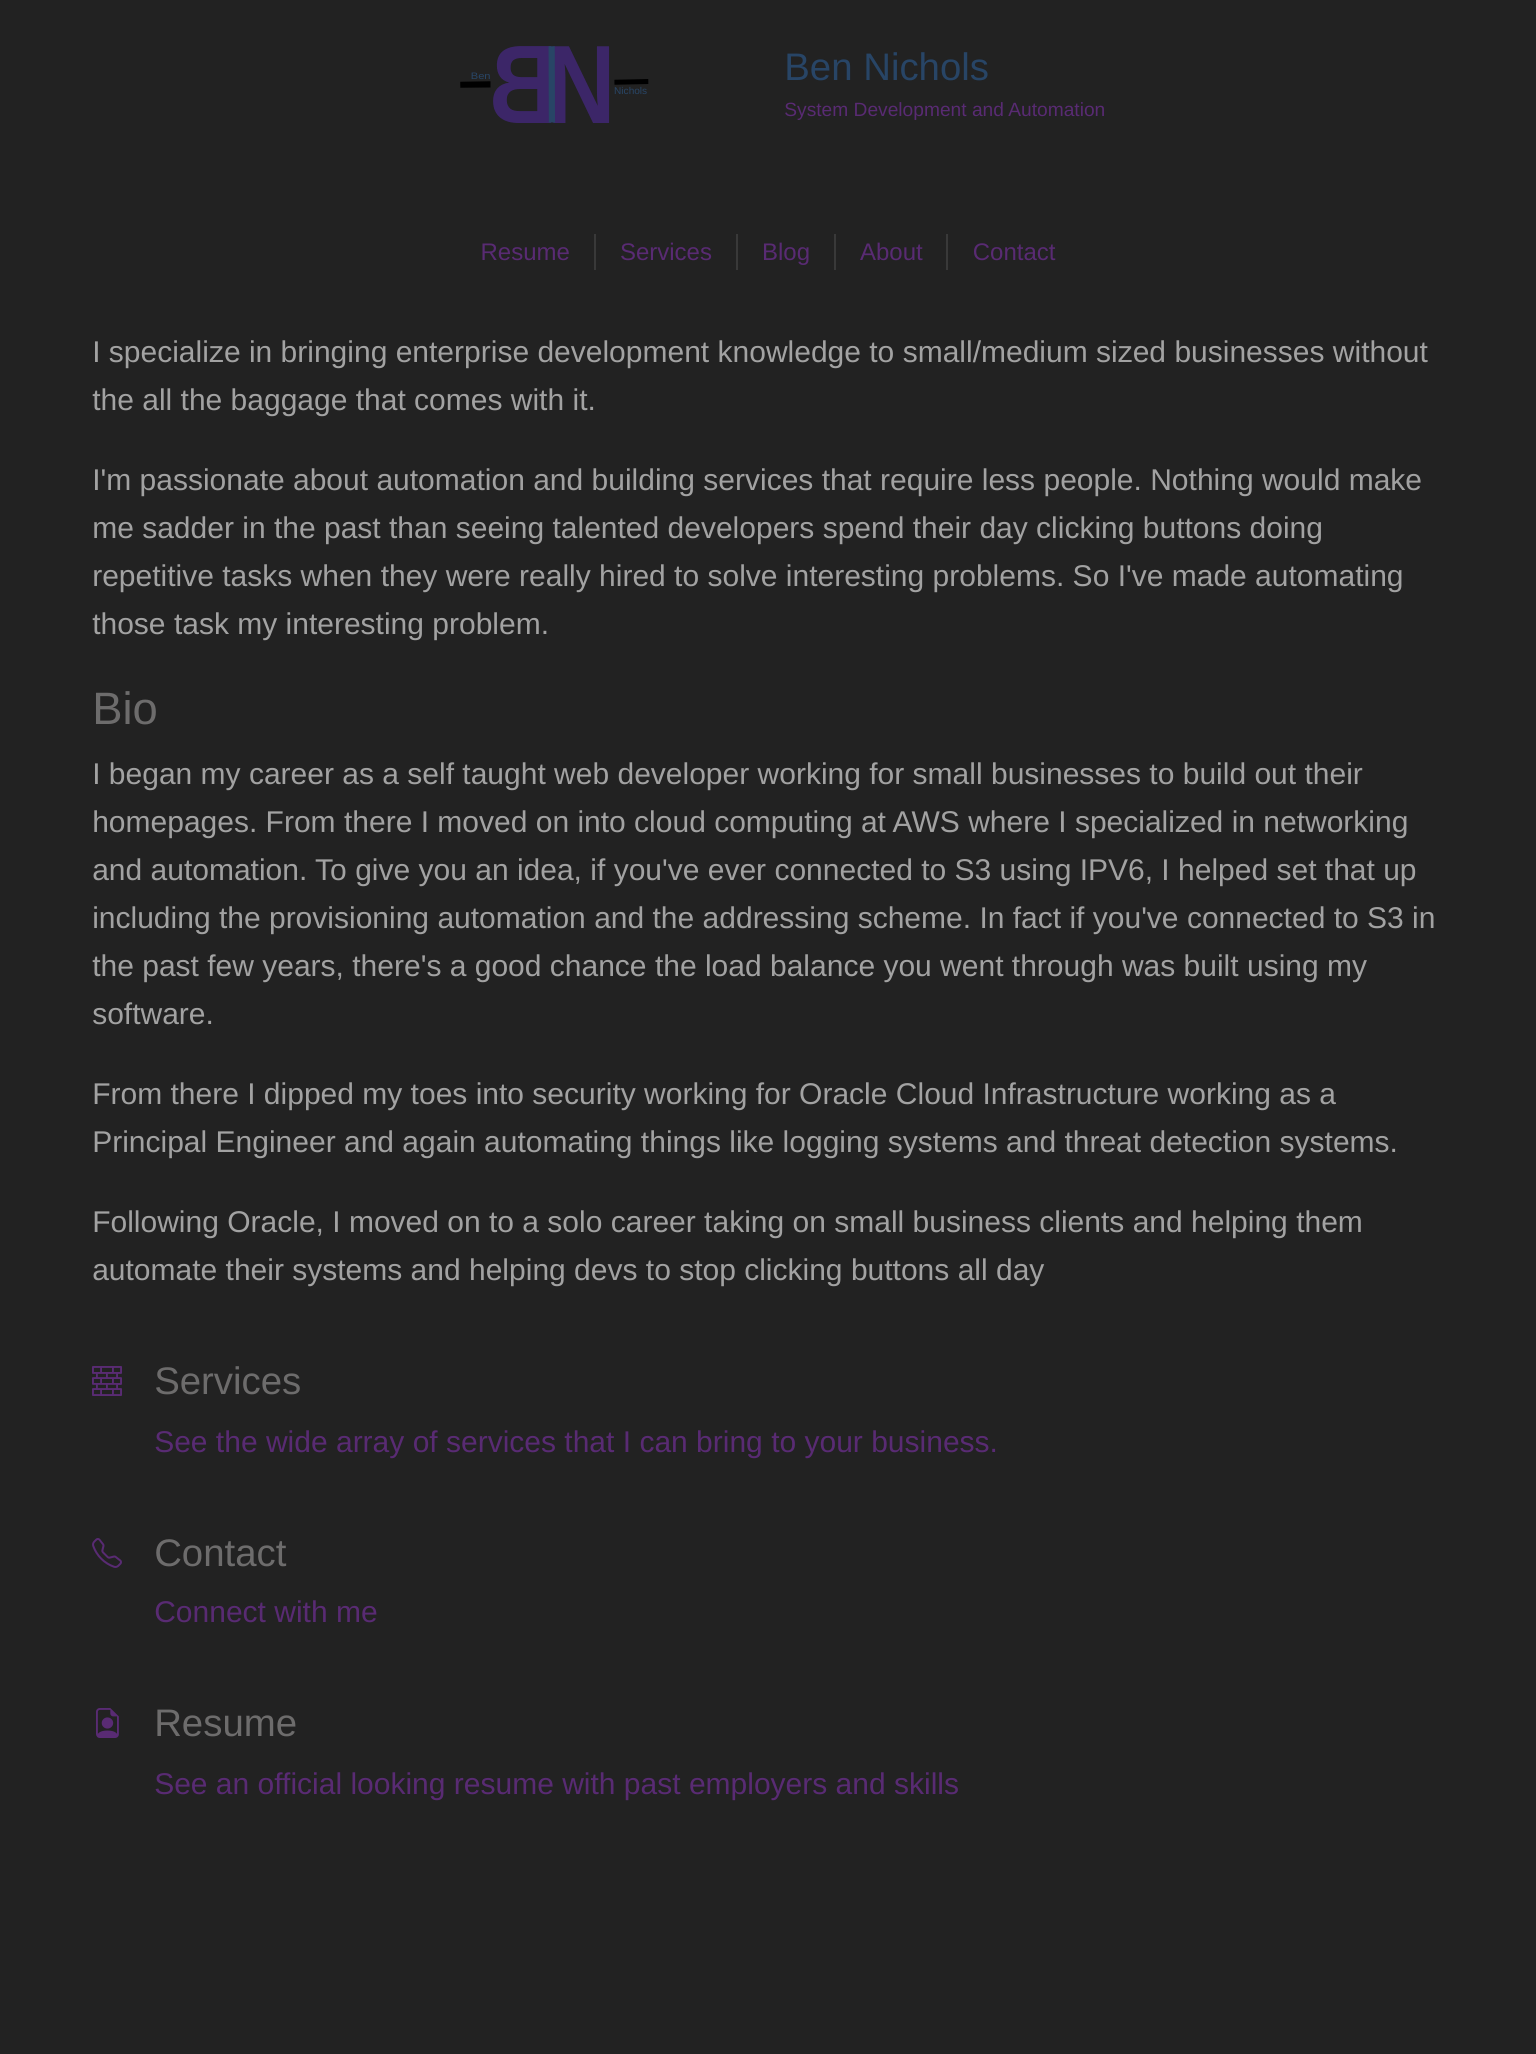 Ben
BN
Nichols
Ben Nichols
System Development and Automation
Resume
Services
Blog
About
Contact
I specialize in bringing enterprise development knowledge to small/medium sized businesses without
the all the baggage that comes with it.
I'm passionate about automation and building services that require less people. Nothing would make
me sadder in the past than seeing talented developers spend their day clicking buttons doing
repetitive tasks when they were really hired to solve interesting problems. So I've made automating
those task my interesting problem.
Bio
I began my career as a self taught web developer working for small businesses to build out their
homepages. From there I moved on into cloud computing at AWS where I specialized in networking
and automation. To give you an idea, if you've ever connected to S3 using IPV6, I helped set that up
including the provisioning automation and the addressing scheme. In fact if you've connected to S3 in
the past few years, there's a good chance the load balance you went through was built using my
software.
From there I dipped my toes into security working for Oracle Cloud Infrastructure working as a
Principal Engineer and again automating things like logging systems and threat detection systems.
Following Oracle, I moved on to a solo career taking on small business clients and helping them
automate their systems and helping devs to stop clicking buttons all day
Services
See the wide array of services that I can bring to your business.
Contact
Connect with me
Resume
See an official looking resume with past employers and skills